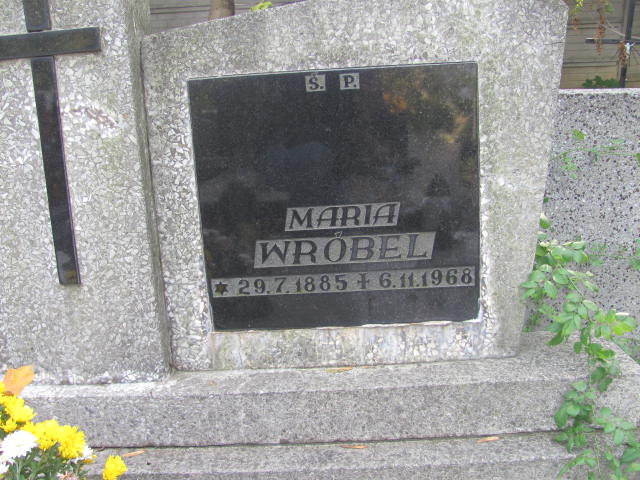 Ś. P.
MARIA
WRÓBEL
✶ 29.7.1885 ✝ 6.11.1968